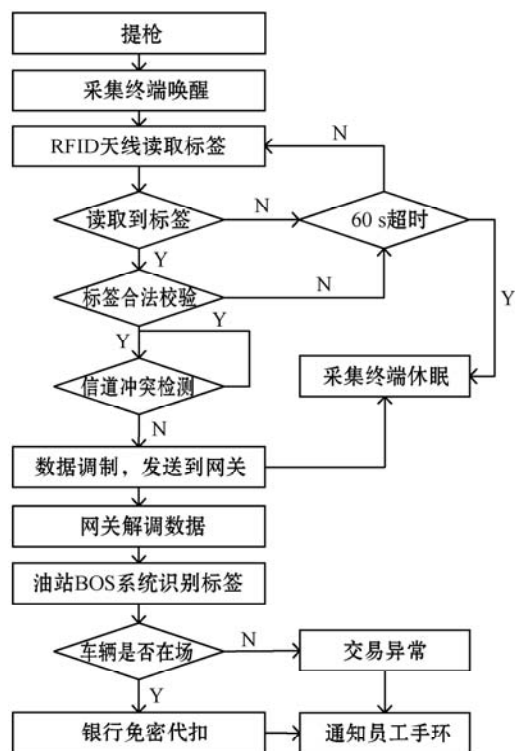 提枪
采集终端唤醒
RFID天线读取标签
N
读取到标签
N
60 s超时
Y
标签合法校验
N
Y
Y
Y
信道冲突检测
采集终端休眠
N
数据调制，发送到网关
网关解调数据
油站BOS系统识别标签
车辆是否在场
N
交易异常
Y
银行免密代扣
通知员工手环